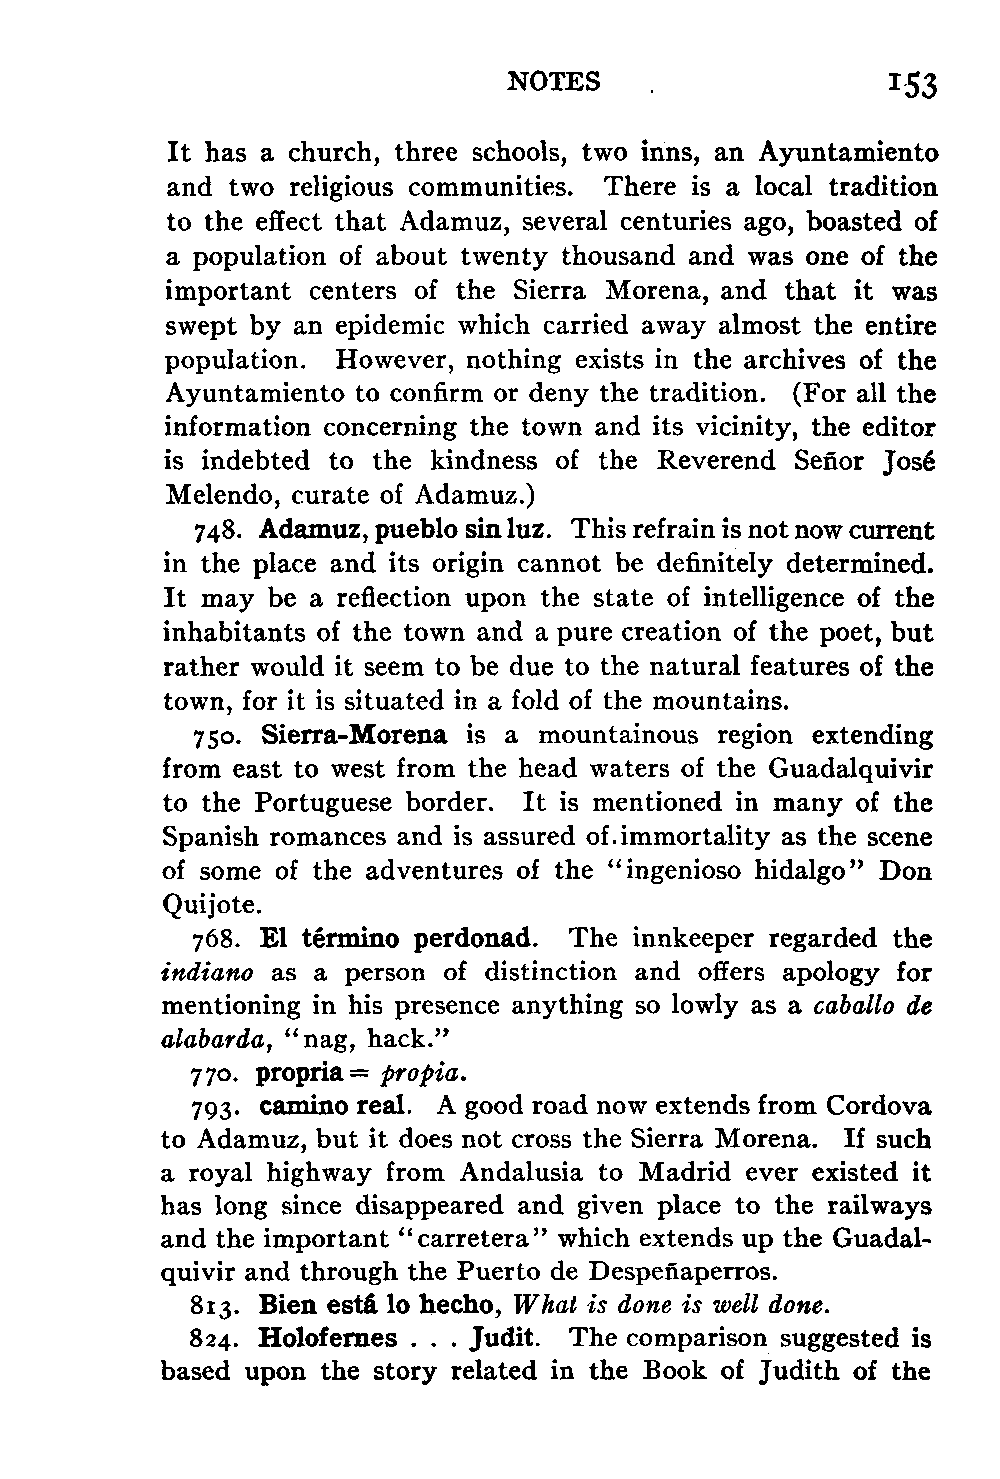 NOTES 153
It has a church, three schools, two inns, an Ayuntamiento
and two religious communities. There is a local tradition
to the effect that Adamuz, several centuries ago, boasted of
a population of about twenty thousand and was one of the
important centers of the Sierra Morena, and that it was
swept by an epidemic which carried away almost the entire
population. However, nothing exists in the archives of the
Ayuntamiento to confirm or deny the tradition. (For all the
information concerning the town and its vicinity, the editor
is indebted to the kindness of the Reverend Señor José
Melendo, curate of Adamuz.)
748. Adamuz, pueblo sin luz. This refrain is not now current
in the place and its origin cannot be definitely determined.
It may be a reflection upon the state of intelligence of the
inhabitants of the town and a pure creation of the poet, but
rather would it seem to be due to the natural features of the
town, for it is situated in a fold of the mountains.
750. Sierra-Morena is a mountainous region extending
from east to west from the head waters of the Guadalquivir
to the Portuguese border. It is mentioned in many of the
Spanish romances and is assured of.immortality as the scene
of some of the adventures of the “ingenioso hidalgo” Don
Quijote.
768. El término perdonad. The innkeeper regarded the
indiano as a person of distinction and offers apology for
mentioning in his presence anything so lowly as a caballo de
alabarda, “nag, hack.”
770. propria = propia.
793. camino real. A good road now extends from Cordova
to Adamuz, but it does not cross the Sierra Morena. If such
a royal highway from Andalusia to Madrid ever existed it
has long since disappeared and given place to the railways
and the important “carretera” which extends up the Guadal-
quivir and through the Puerto de Despeñaperros.
813. Bien está lo hecho, What is done is well done.
824. Holofernes . . . Judit. The comparison suggested is
based upon the story related in the Book of Judith of the